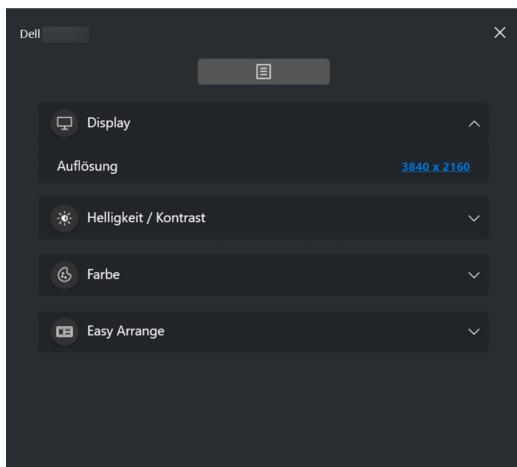 Dell
Display
Auflösung 3840 x 2160
Helligkeit / Kontrast
Farbe
Easy Arrange